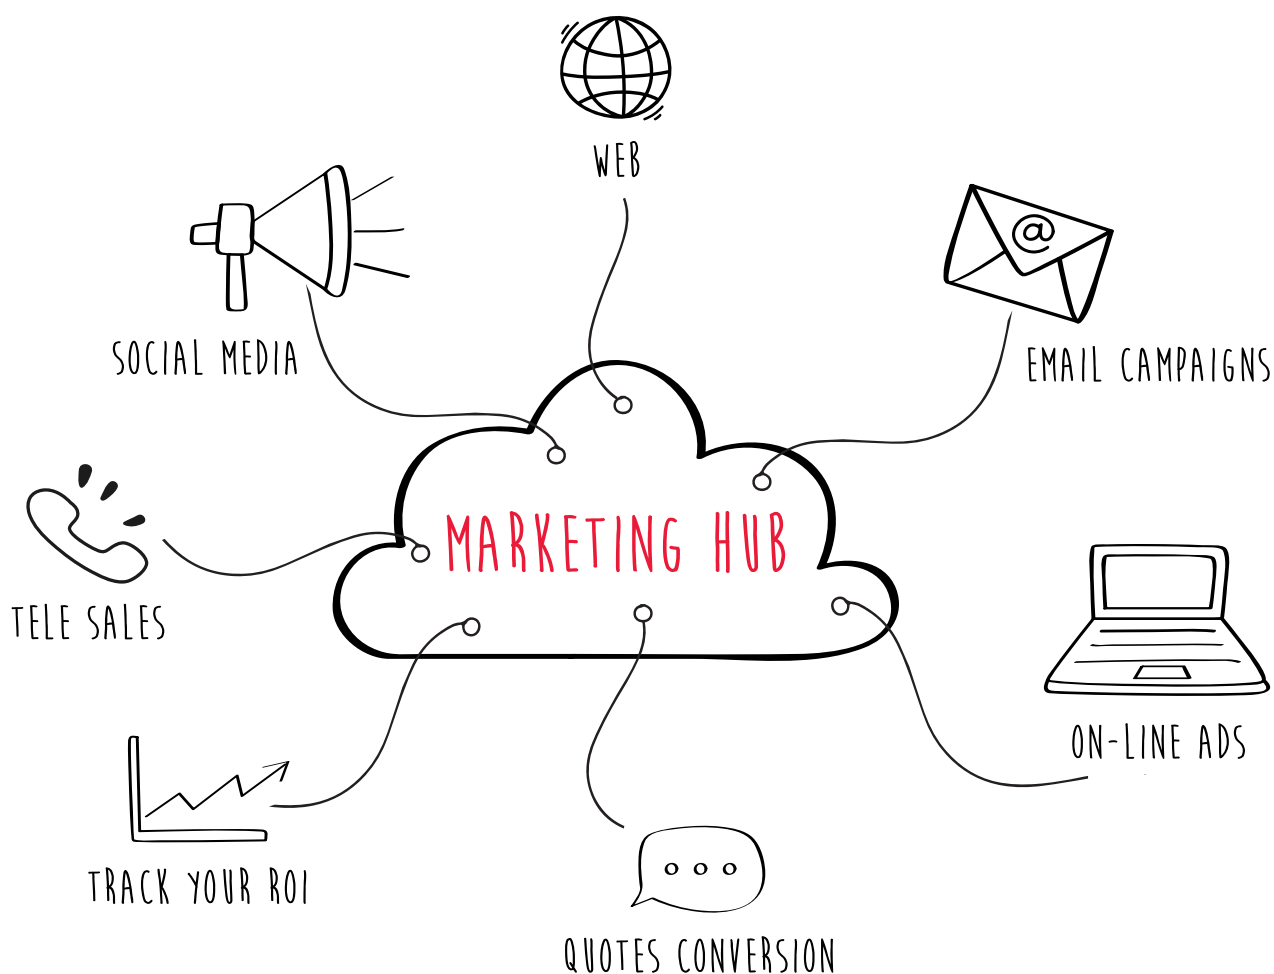 WEB
SOCIAL MEDIA
@
EMAIL CAMPAIGNS
MARKETING HUB
TELE SALES
ON-LINE ADS
TRACK YOUR ROI
QUOTES CONVERSION